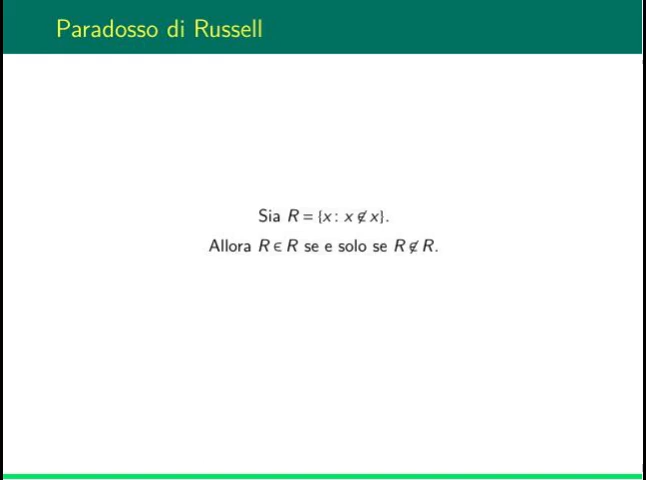 Paradosso di Russell
Sia R = {x : x ∉ x}.
Allora R ∈ R se e solo se R ∉ R.